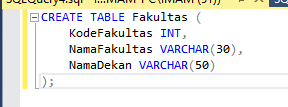 CREATE TABLE Fakultas (
KodeFakultas INT,
NamaFakultas VARCHAR(30),
NamaDekan VARCHAR(50)
);